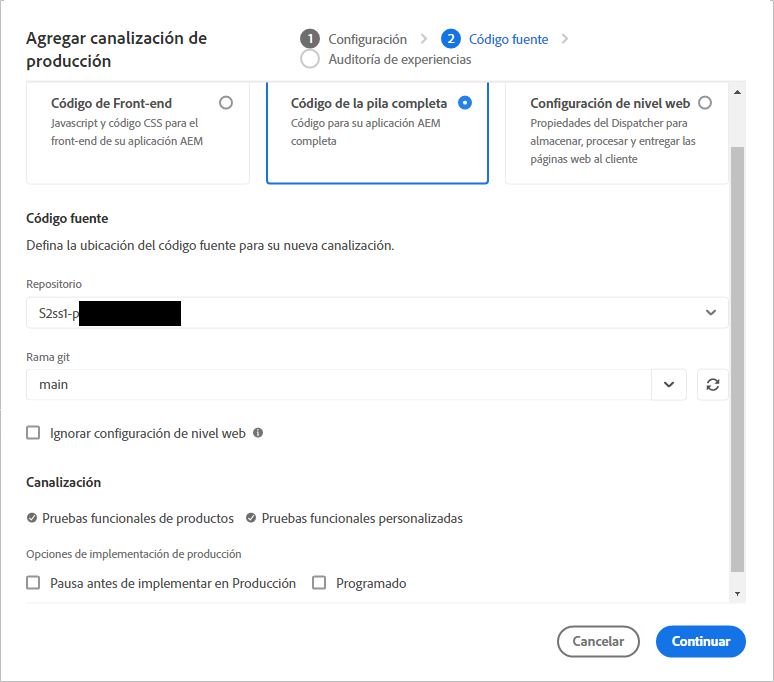 Agregar canalización de
producción
1 Configuración
2 Código fuente
Auditoría de experiencias
Código de Front-end
Javascript y código CSS para el
front-end de su aplicación AEM
Código de la pila completa
Código para su aplicación AEM
completa
Configuración de nivel web
Propiedades del Dispatcher para
almacenar, procesar y entregar las
páginas web al cliente
Código fuente
Defina la ubicación del código fuente para su nueva canalización.
Repositorio
S2ss1-p
Rama git
main
Ignorar configuración de nivel web
Canalización
Pruebas funcionales de productos
Pruebas funcionales personalizadas
Opciones de implementación de producción
Pausa antes de implementar en Producción
Programado
Cancelar
Continuar